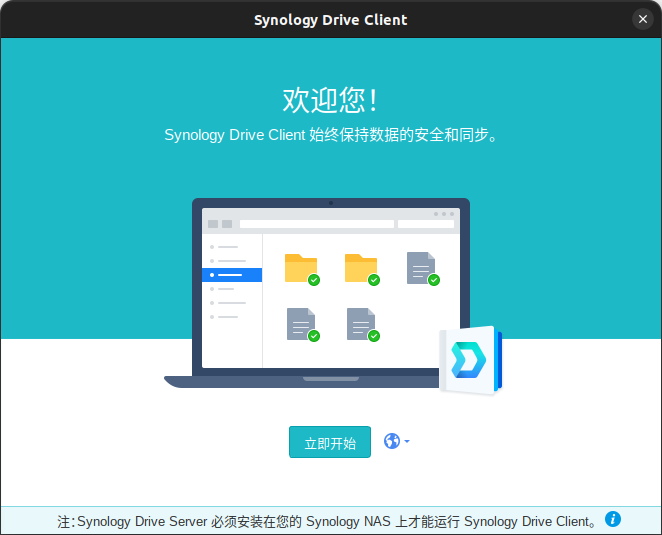 Synology Drive Client
欢迎您！
Synology Drive Client 始终保持数据的安全和同步。
立即开始
注：Synology Drive Server 必须安装在您的 Synology NAS 上才能运行 Synology Drive Client。